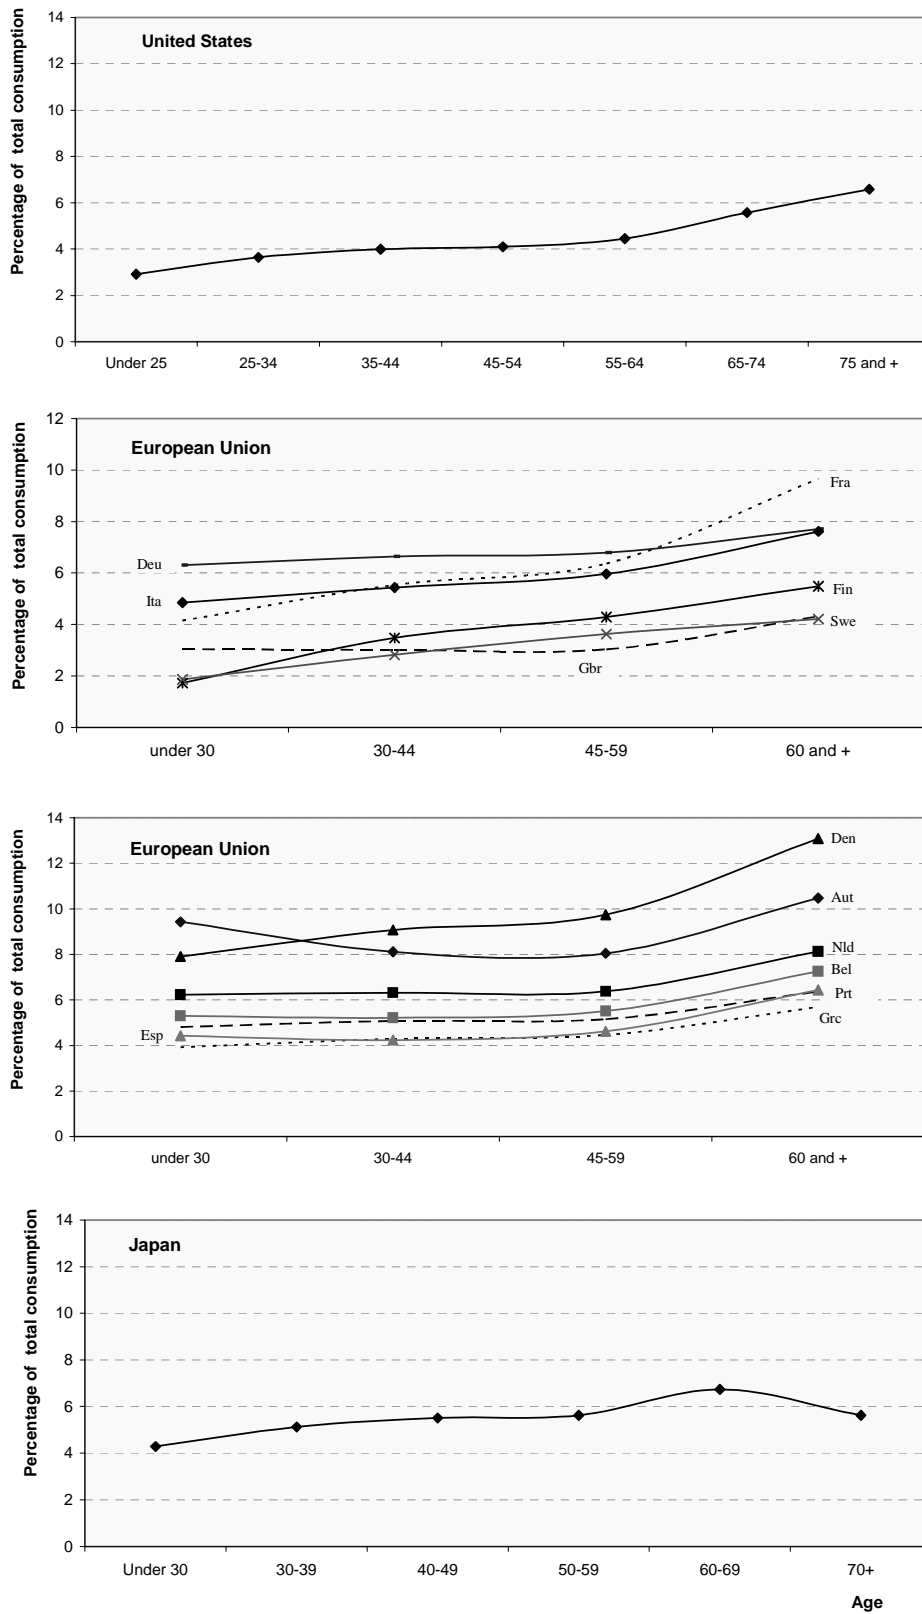 Percentage of total consumption
United States
14
12
10
8
6
4
2
0
Under 25 25-34 35-44 45-54 55-64 65-74 75 and +
Percentage of total consumption
European Union
12
10
8
6
4
2
0
Fra
Deu
Ita
Fin
Swe
Gbr
under 30 30-44 45-59 60 and +
Percentage of total consumption
European Union
14
12
10
8
6
4
2
0
Den
Aut
Nld
Bel
Prt
Grc
Esp
under 30 30-44 45-59 60 and +
Percentage of total consumption
Japan
14
12
10
8
6
4
2
0
Under 30 30-39 40-49 50-59 60-69 70+
Age